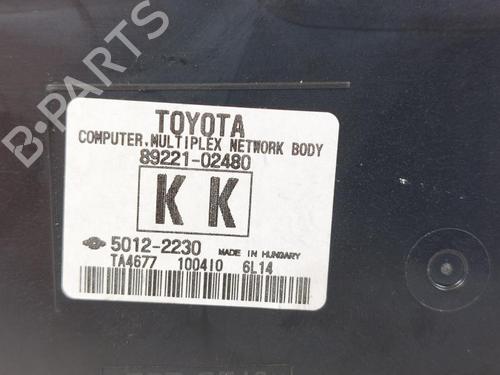 B-PARTS
TOYOTA
COMPUTER.MULTIPLEX NETWORK BODY
89221-02480
K K
5012-2230 MADE IN HUNGARY
TA4677 100410 6L14